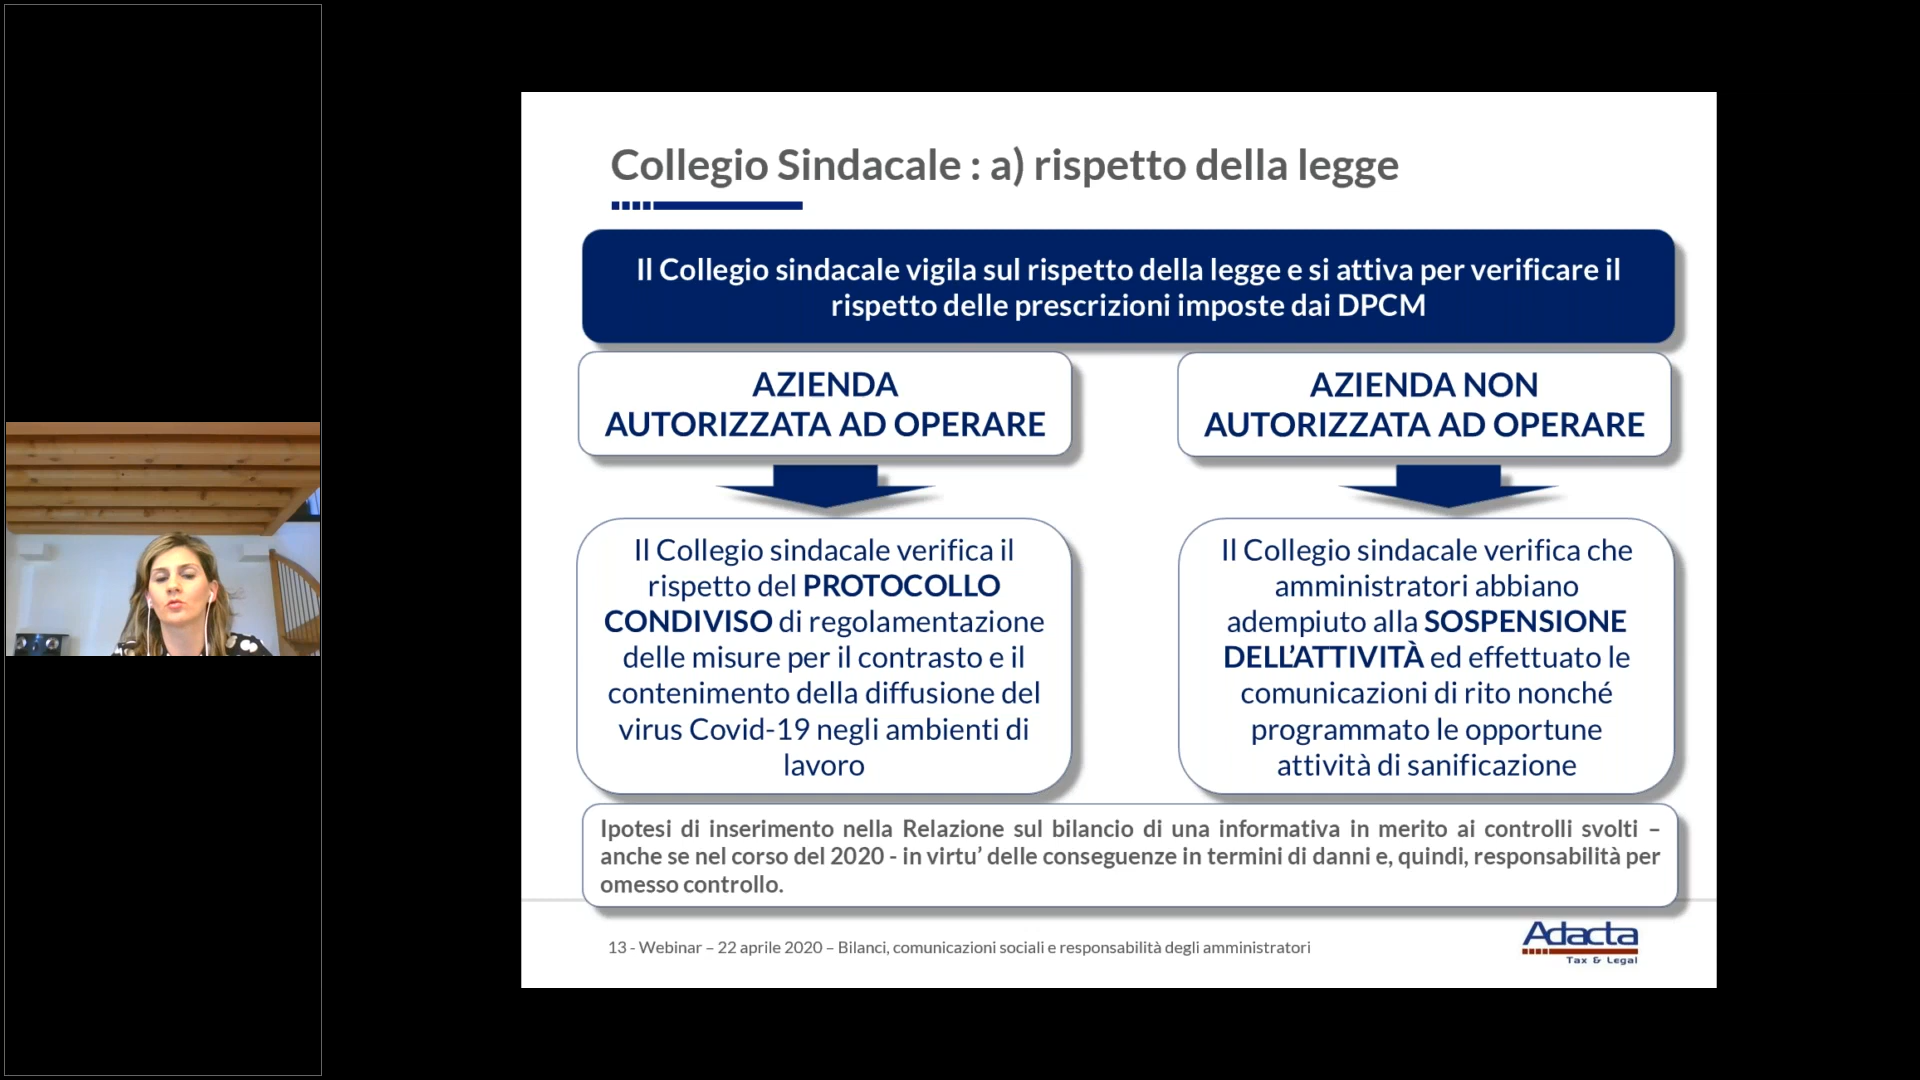 Collegio Sindacale : a) rispetto della legge
Il Collegio sindacale vigila sul rispetto della legge e si attiva per verificare il
rispetto delle prescrizioni imposte dai DPCM
AZIENDA
AUTORIZZATA AD OPERARE
AZIENDA NON
AUTORIZZATA AD OPERARE
Il Collegio sindacale verifica il
rispetto del PROTOCOLLO
CONDIVISO di regolamentazione
delle misure per il contrasto e il
contenimento della diffusione del
virus Covid-19 negli ambienti di
lavoro
Il Collegio sindacale verifica che
amministratori abbiano
adempiuto alla SOSPENSIONE
DELL’ATTIVITÀ ed effettuato le
comunicazioni di rito nonché
programmato le opportune
attività di sanificazione
Ipotesi di inserimento nella Relazione sul bilancio di una informativa in merito ai controlli svolti –
anche se nel corso del 2020 - in virtu’ delle conseguenze in termini di danni e, quindi, responsabilità per
omesso controllo.
13 - Webinar – 22 aprile 2020 – Bilanci, comunicazioni sociali e responsabilità degli amministratori
Adacta
Tax & Legal